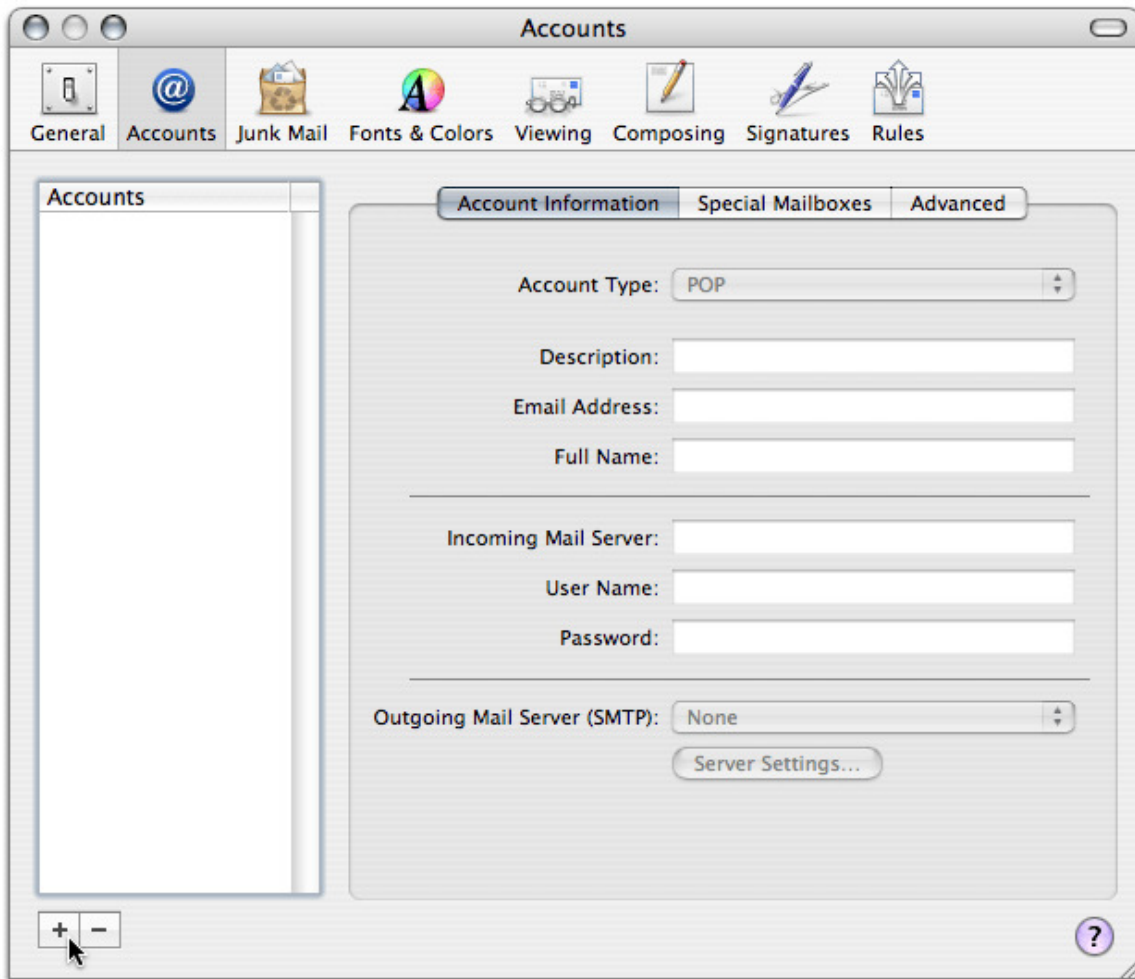 Accounts
General Accounts Junk Mail Fonts & Colors Viewing Composing Signatures Rules
Accounts
Account Information Special Mailboxes Advanced
Account Type: POP
Description:
Email Address:
Full Name:
Incoming Mail Server:
User Name:
Password:
Outgoing Mail Server (SMTP): None
Server Settings...
+ −
?